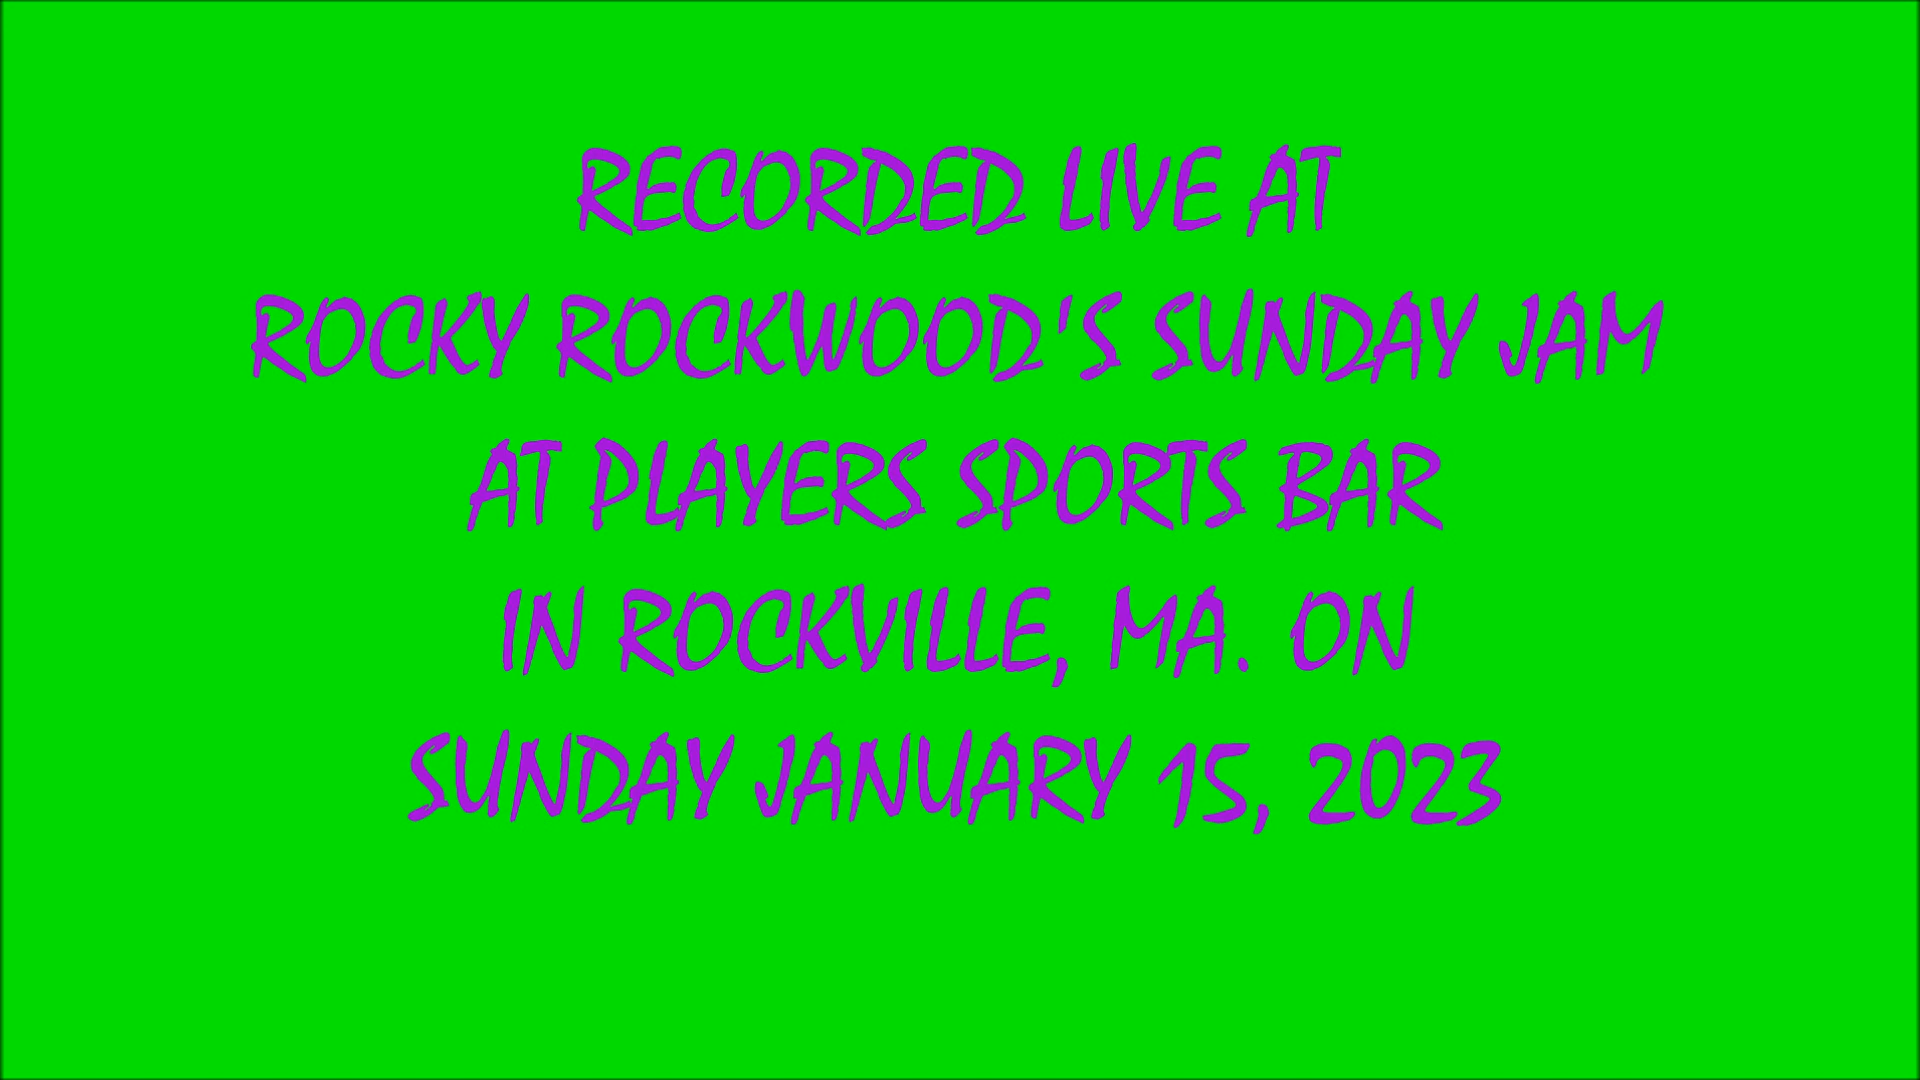 RECORDED LIVE AT
ROCKY ROCKWOOD'S SUNDAY JAM
AT PLAYERS SPORTS BAR
IN ROCKVILLE, MA. ON
SUNDAY JANUARY 15, 2023